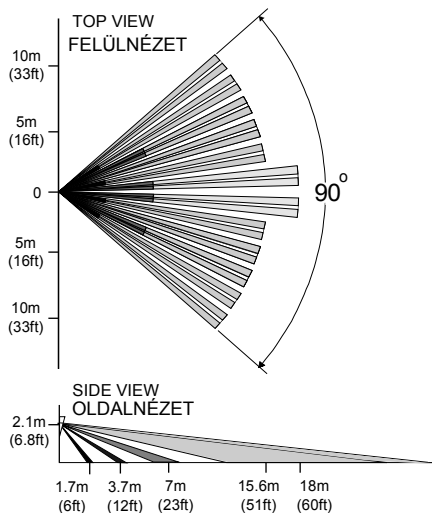 TOP VIEW
FELÜLNÉZET
10m
(33ft)
5m
(16ft)
0
5m
(16ft)
10m
(33ft)
90°
SIDE VIEW
OLDALNÉZET
2.1m
(6.8ft)
1.7m
(6ft)
3.7m
(12ft)
7m
(23ft)
15.6m
(51ft)
18m
(60ft)